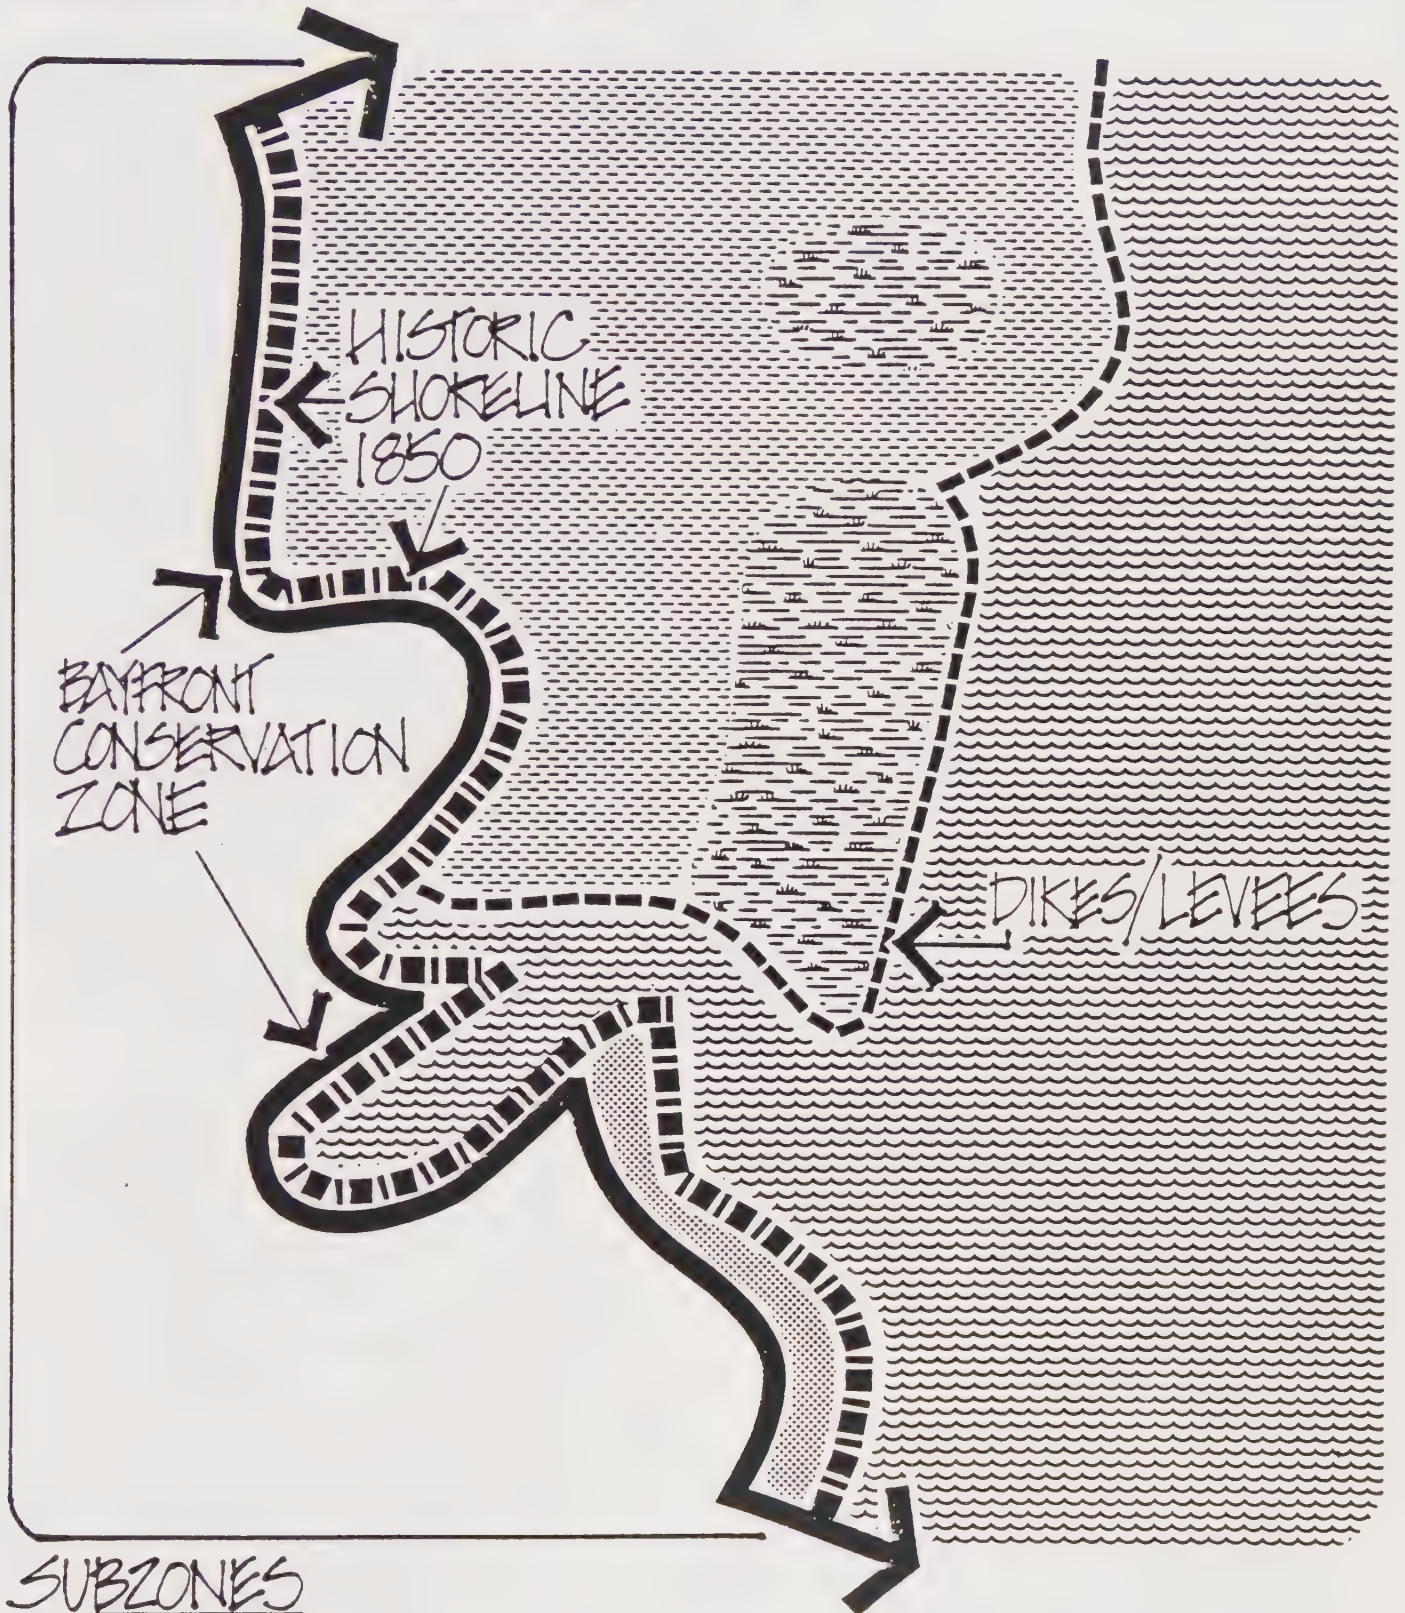 HISTORIC
SHORELINE
1850
BAYFRONT
CONSERVATION
ZONE
DIKES/LEVEES
SUBZONES